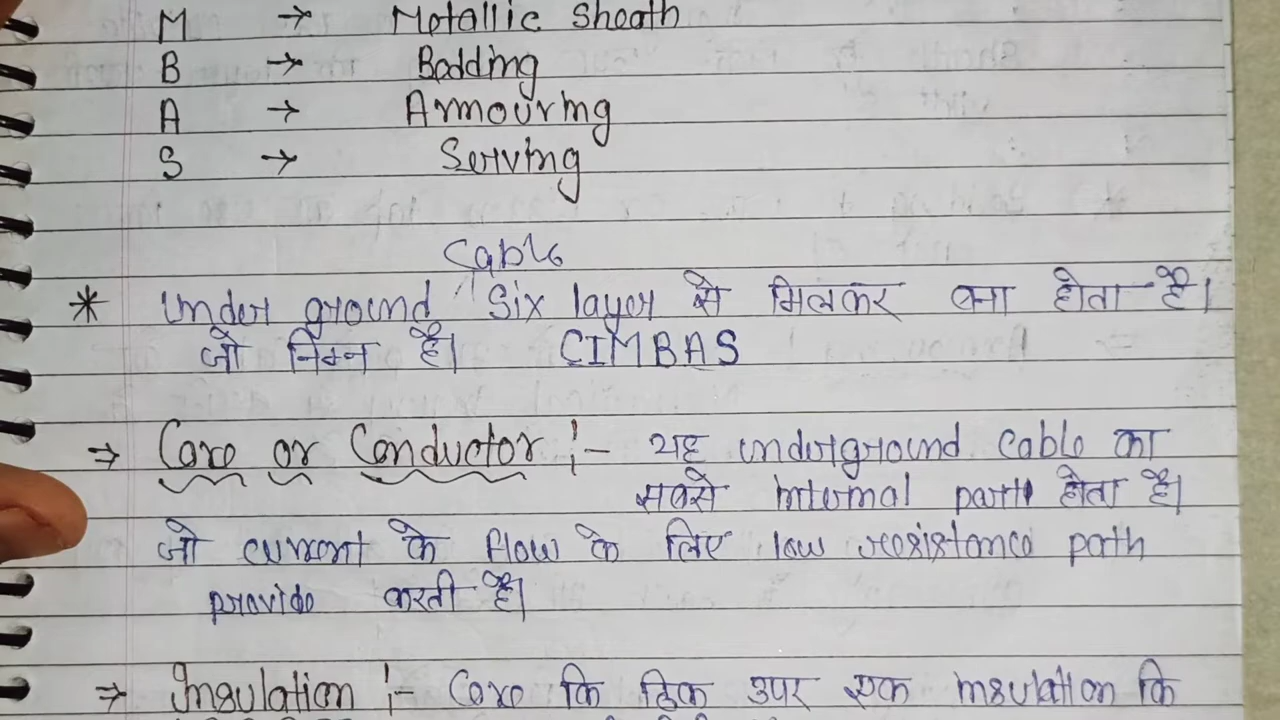 M → Metallic Sheath
B → Bedding
A → Armouring
S → Serving
Cable
* Under ground Six layer से मिलकर बना होता है।
जो निम्न है। CIMBAS
⇒ Core or Conductor :- यह underground Cable का
सबसे internal part होता है।
जो current के flow के लिए low resistance path
provide करती है।
⇒ Insulation :- Core कि ठिक उपर एक insulation कि